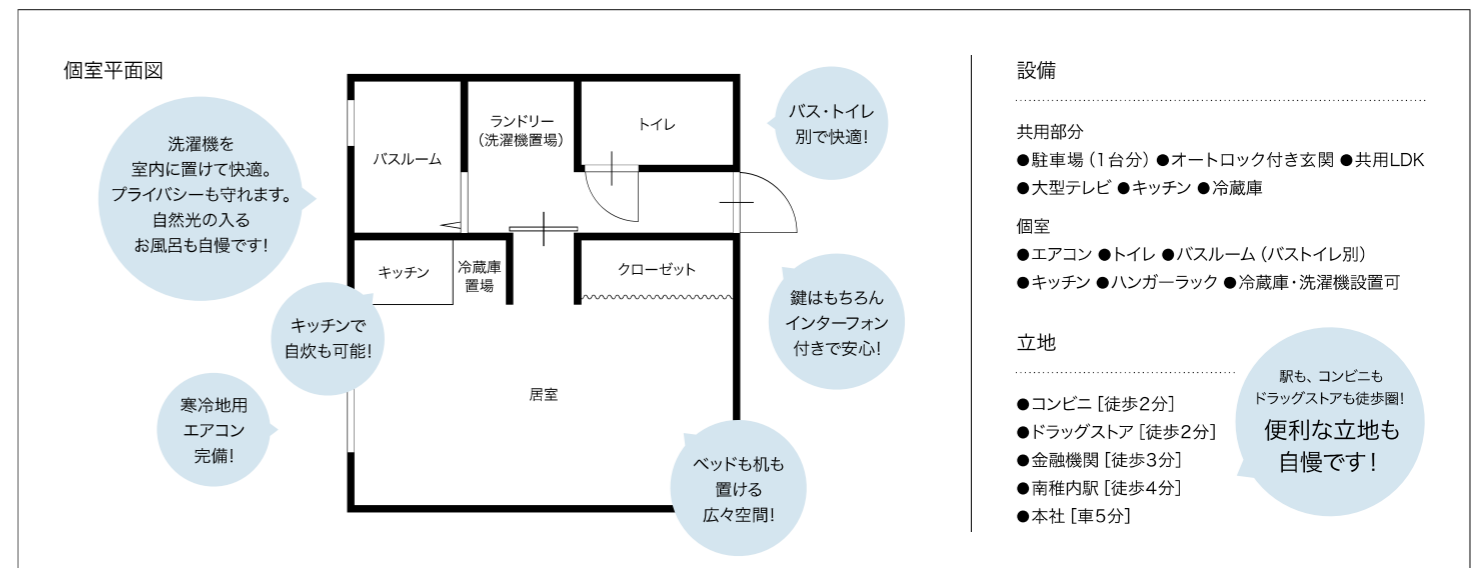 個室平面図
洗濯機を
室内に置けて快適。
プライバシーも守れます。
自然光の入る
お風呂も自慢です!
バスルーム
ランドリー
（洗濯機置場）
トイレ
バス・トイレ
別で快適!
キッチン
冷蔵庫
置場
クローゼット
鍵はもちろん
インターフォン
付きで安心!
キッチンで
自炊も可能!
居室
寒冷地用
エアコン
完備!
ベッドも机も
置ける
広々空間!
設備
共用部分
●駐車場（1台分）●オートロック付き玄関 ●共用LDK
●大型テレビ ●キッチン ●冷蔵庫
個室
●エアコン ●トイレ ●バスルーム（バストイレ別）
●キッチン ●ハンガーラック ●冷蔵庫・洗濯機設置可
立地
●コンビニ［徒歩2分］
●ドラッグストア［徒歩2分］
●金融機関［徒歩3分］
●南稚内駅［徒歩4分］
●本社［車5分］
駅も、コンビニも
ドラッグストアも徒歩圏!
便利な立地も
自慢です!